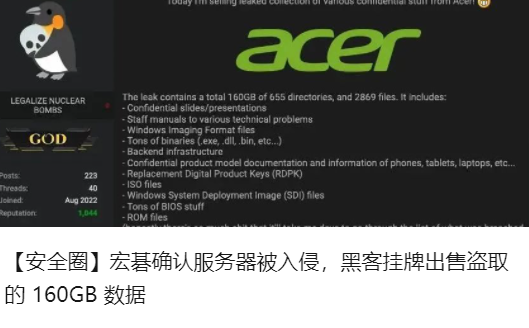 Today I'm selling leaked collection of various confidential stuff from Acer!
acer
LEGALIZE NUCLEAR
BOMBS
GOD
Posts: 223
Threads: 40
Joined: Aug 2022
Reputation: 1,844
The leak contains a total 160GB of 655 directories, and 2869 files. It includes:
- Confidential slides/presentations
- Staff manuals to various technical problems
- Windows Imaging Format files
- Tons of binaries (.exe, .dll, .bin, etc...)
- Backend infrastructure
- Confidential product model documentation and information of phones, tablets, laptops, etc...
- Replacement Digital Product Keys (RDPK)
- ISO files
- Windows System Deployment Image (SDI) files
- Tons of BIOS stuff
- ROM files
【安全圈】宏碁确认服务器被入侵，黑客挂牌出售盗取
的 160GB 数据